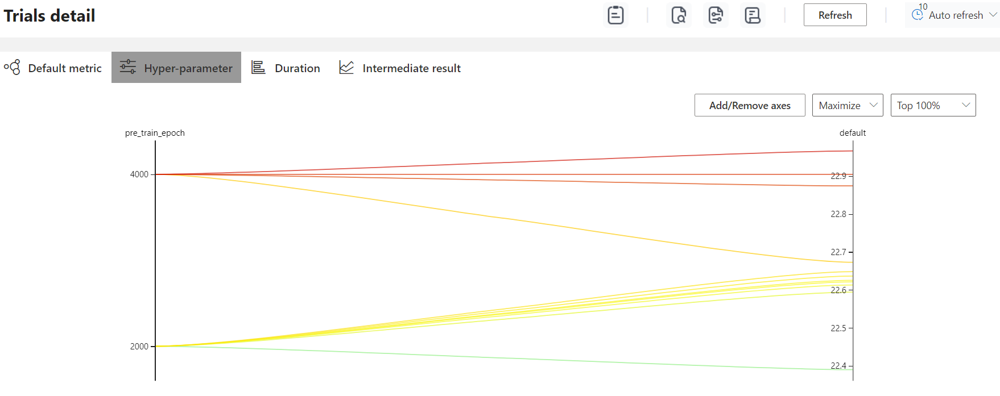 Trials detail
Refresh
10
Auto refresh
Default metric
Hyper-parameter
Duration
Intermediate result
Add/Remove axes
Maximize
Top 100%
pre_train_epoch
default
4000
22.9
22.8
22.7
22.6
22.5
2000
22.4